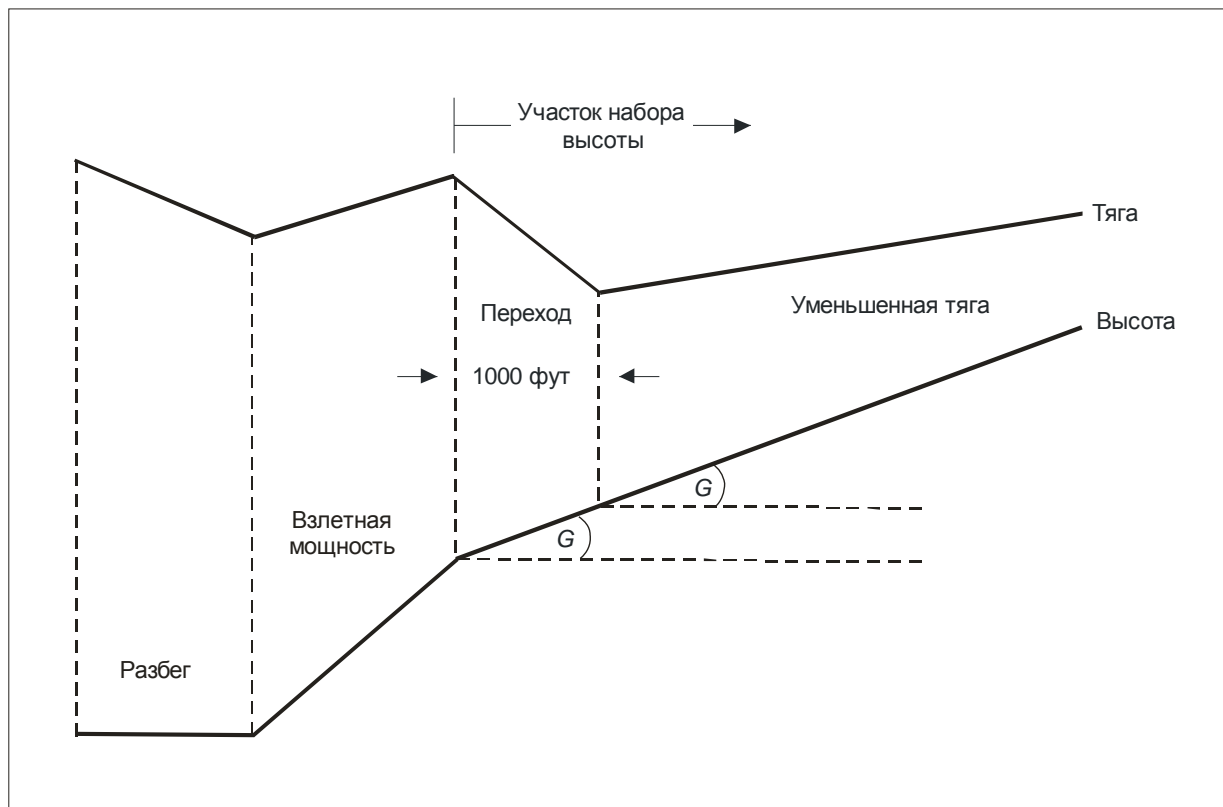 Участок набора
высоты
Тяга
Переход
Уменьшенная тяга
Высота
1000 фут
G
Взлетная
мощность
G
Разбег